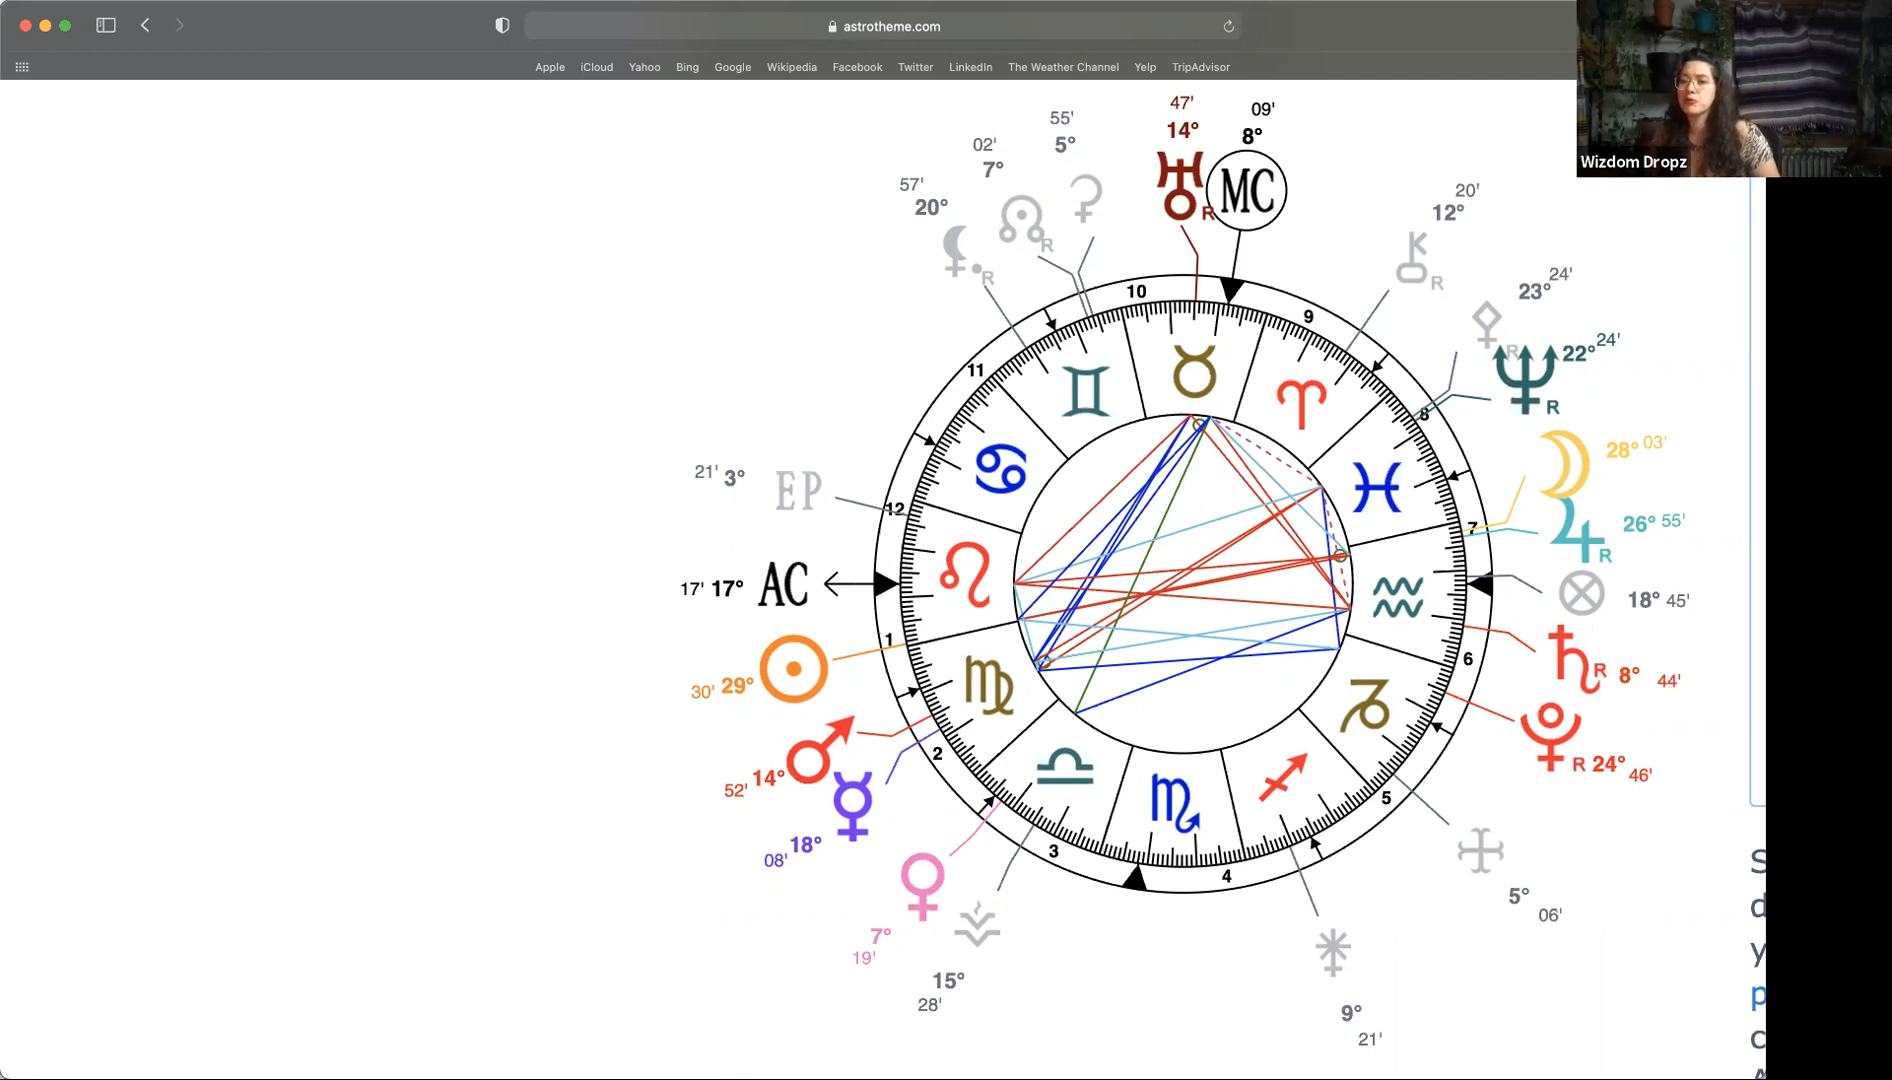 astrotheme.com
Apple iCloud Yahoo Bing Google Wikipedia Facebook Twitter LinkedIn The Weather Channel Yelp TripAdvisor
Wizdom Dropz
47'
14°
R
09'
8°
MC
55'
5°
02'
7°
R
57'
20°
R
20'
12°
R
24'
23°
R
22° 24'
R
28° 03'
26° 55'
R
18° 45'
R 8° 44'
R 24° 46'
5°
06'
9°
21'
15°
28'
7°
19'
08' 18°
52' 14°
30' 29°
17' 17° AC
21' 3° EP
10
9
8
7
6
5
4
3
2
1
12
11
S
d
y
p
c